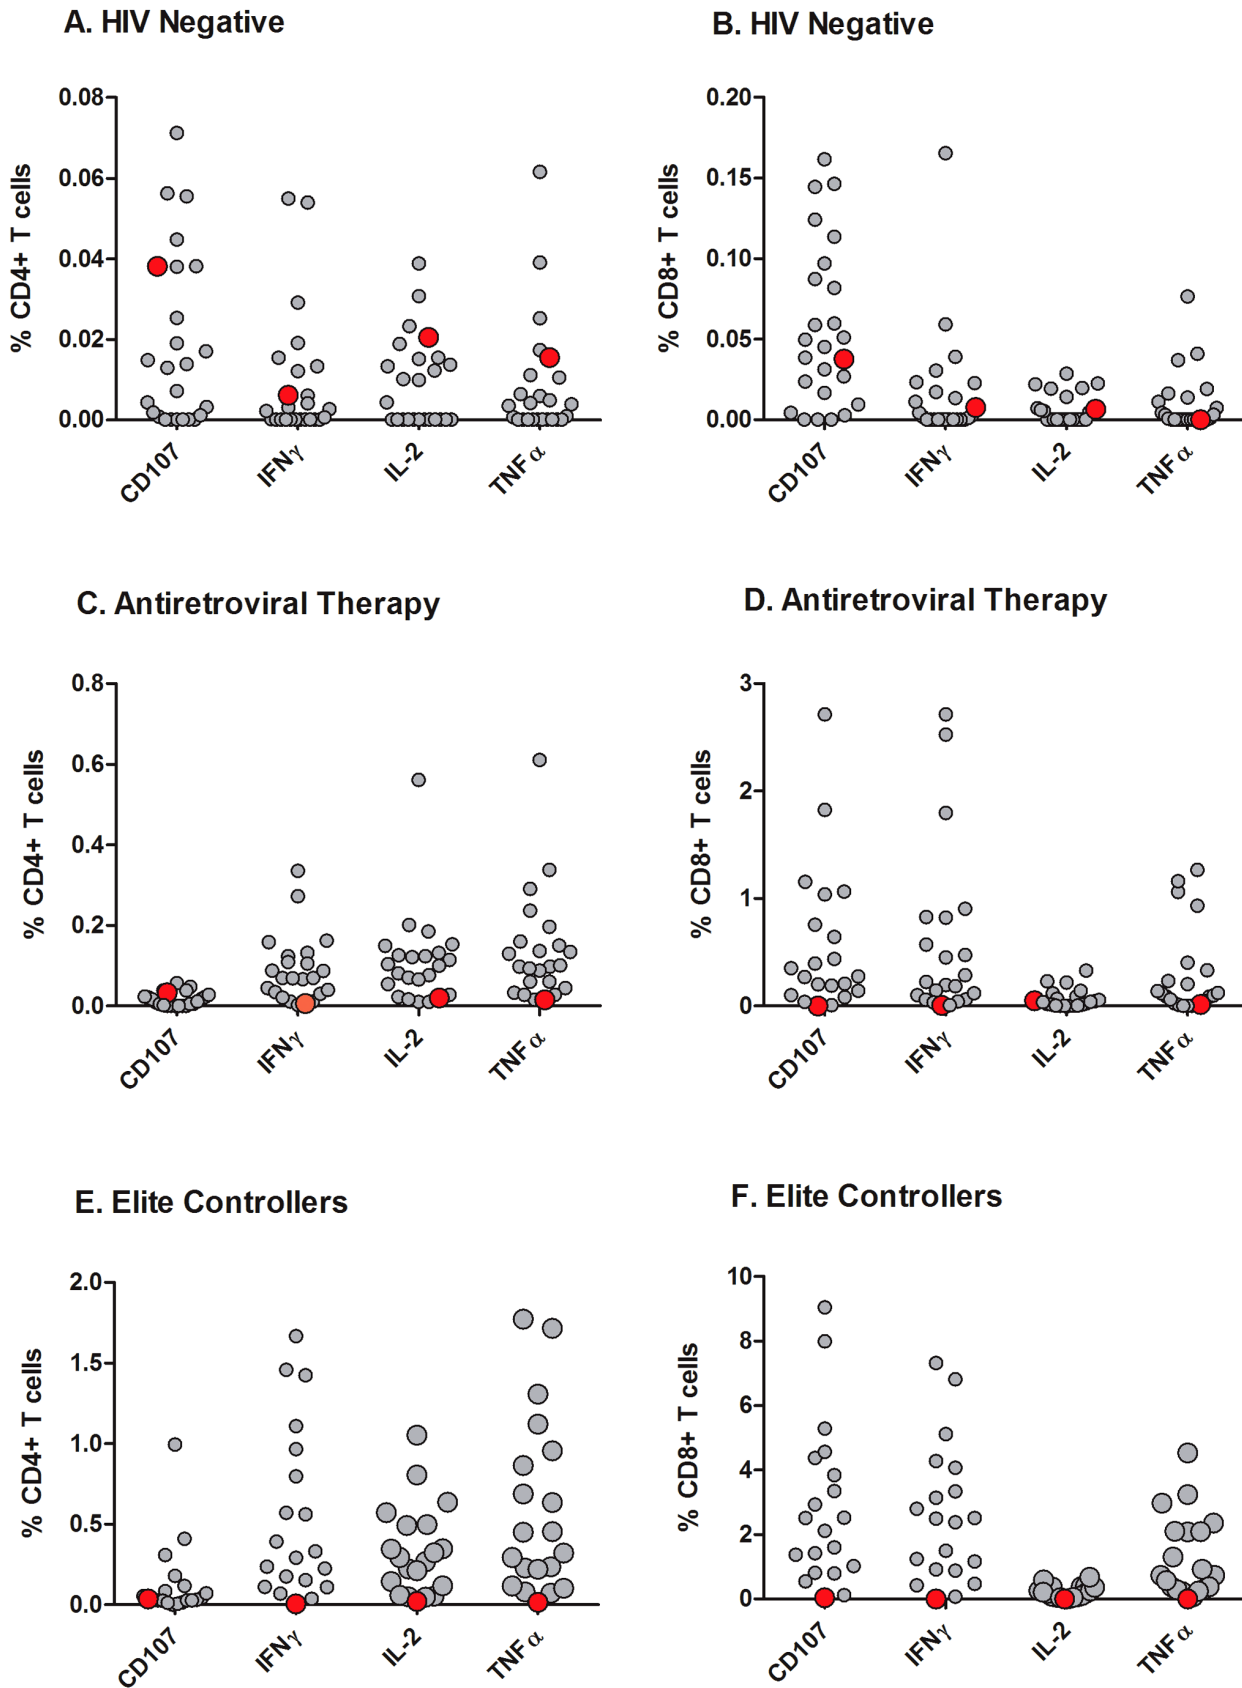 A. HIV Negative
% CD4+ T cells
0.08
0.06
0.04
0.02
0.00
CD107
IFNγ
IL-2
TNFα
B. HIV Negative
% CD8+ T cells
0.20
0.15
0.10
0.05
0.00
CD107
IFNγ
IL-2
TNFα
C. Antiretroviral Therapy
% CD4+ T cells
0.8
0.6
0.4
0.2
0.0
CD107
IFNγ
IL-2
TNFα
D. Antiretroviral Therapy
% CD8+ T cells
3
2
1
0
CD107
IFNγ
IL-2
TNFα
E. Elite Controllers
% CD4+ T cells
2.0
1.5
1.0
0.5
0.0
CD107
IFNγ
IL-2
TNFα
F. Elite Controllers
% CD8+ T cells
10
8
6
4
2
0
CD107
IFNγ
IL-2
TNFα